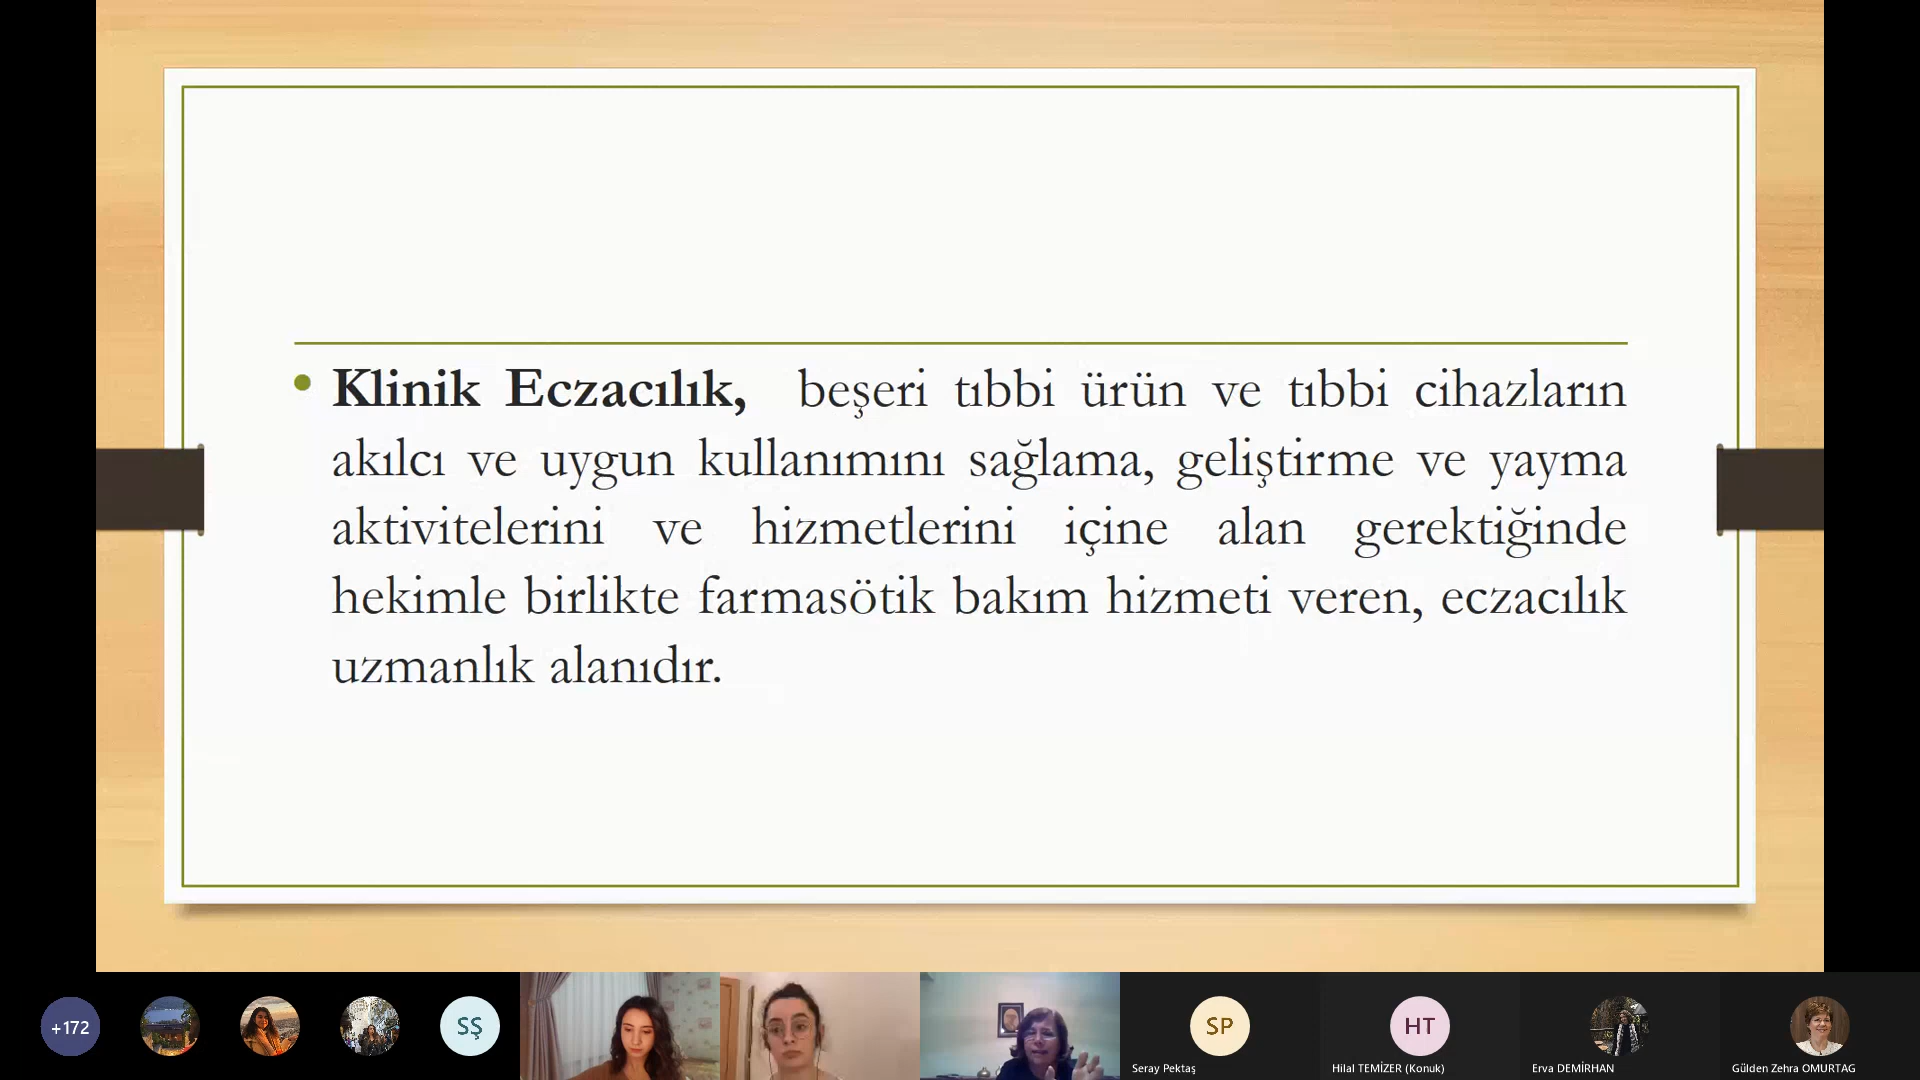 • Klinik Eczacılık, beşeri tıbbi ürün ve tıbbi cihazların
akılcı ve uygun kullanımını sağlama, geliştirme ve yayma
aktivitelerini ve hizmetlerini içine alan gerektiğinde
hekimle birlikte farmasötik bakım hizmeti veren, eczacılık
uzmanlık alanıdır.
+172
SŞ
SP
HT
Seray Pektaş
Hilal TEMİZER (Konuk)
Erva DEMİRHAN
Gülden Zehra OMURTAG